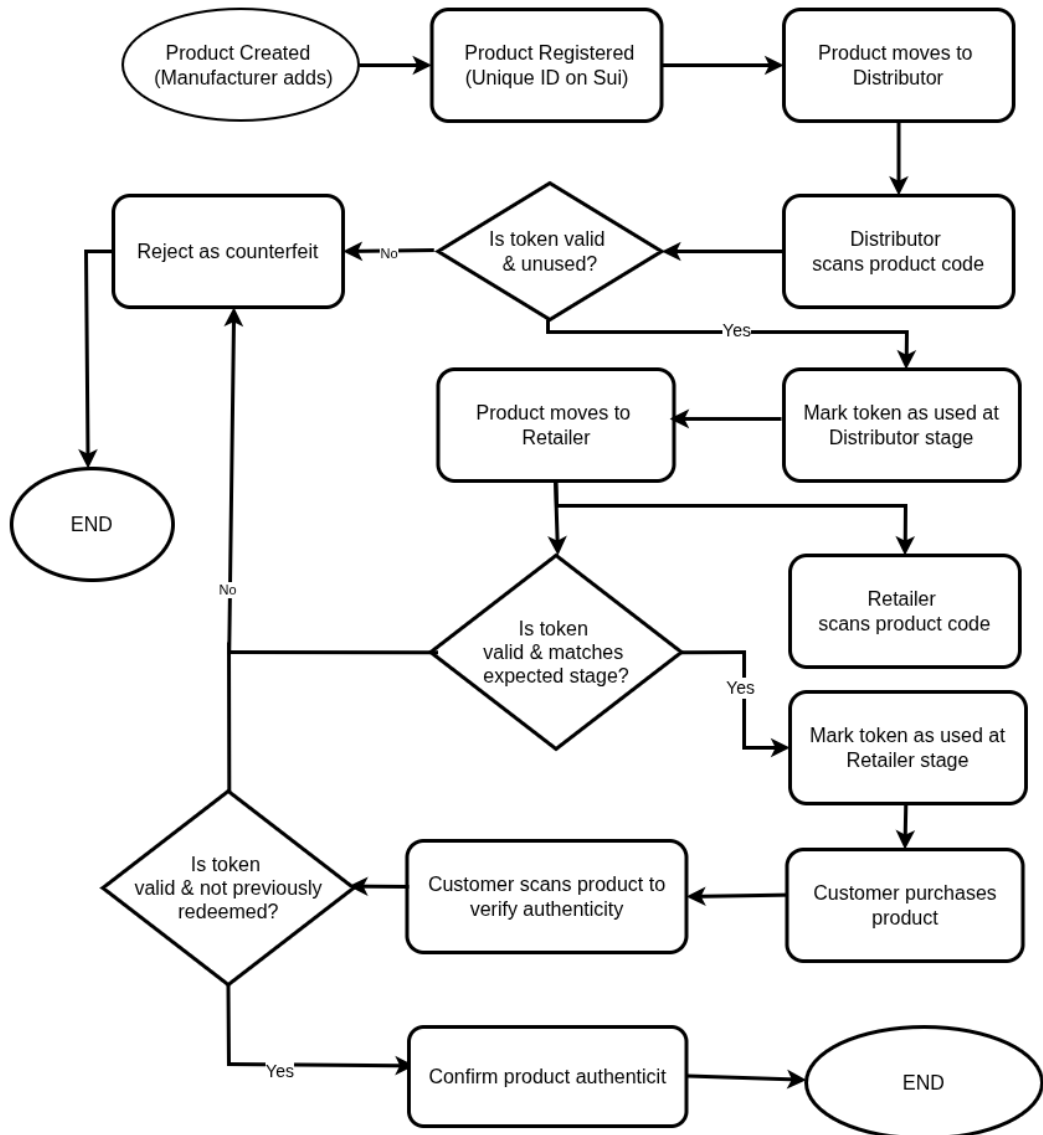 Product Created
(Manufacturer adds)
Product Registered
(Unique ID on Sui)
Product moves to
Distributor
Reject as counterfeit
No
Is token valid
& unused?
Distributor
scans product code
Yes
Product moves to
Retailer
Mark token as used at
Distributor stage
END
No
Is token
valid & matches
expected stage?
Retailer
scans product code
Yes
Mark token as used at
Retailer stage
Is token
valid & not previously
redeemed?
Customer scans product to
verify authenticity
Customer purchases
product
Yes
Confirm product authenticit
END